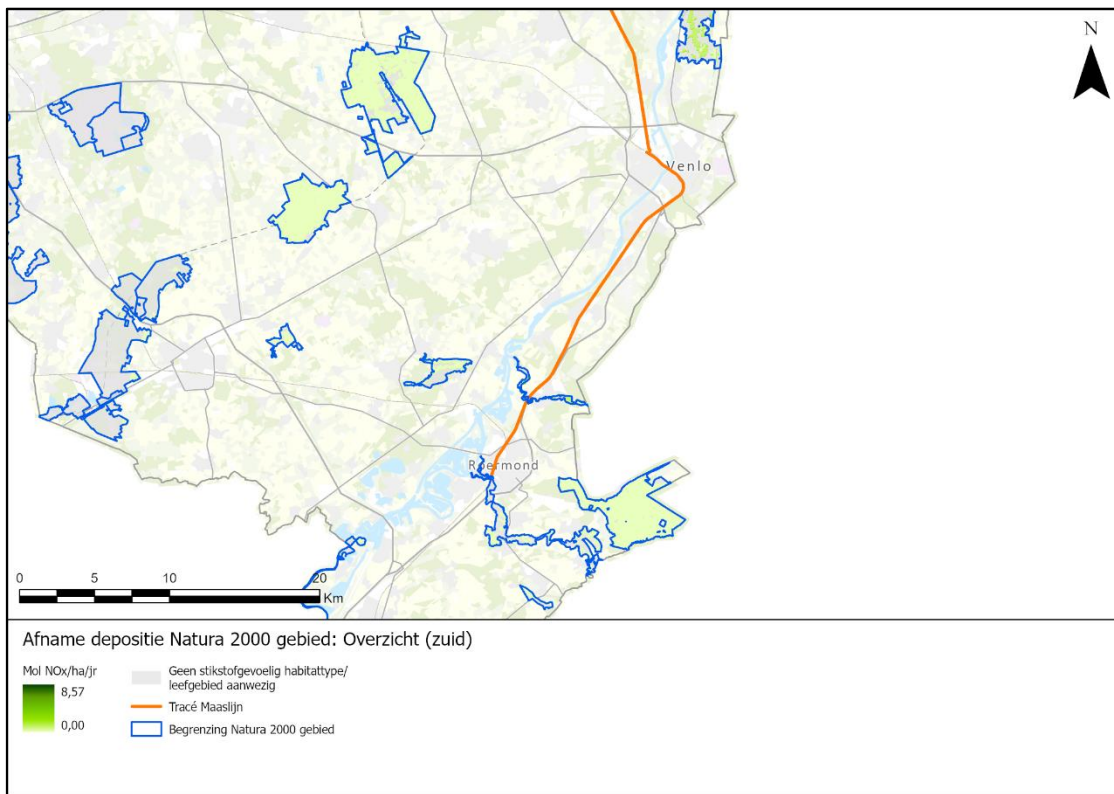 N
Venlo
Roermond
0 5 10 20
Km
Afname depositie Natura 2000 gebied: Overzicht (zuid)
Mol NOx/ha/jr
8,57
0,00
Geen stikstofgevoelig habitattype/
leefgebied aanwezig
Tracé Maaslijn
Begrenzing Natura 2000 gebied